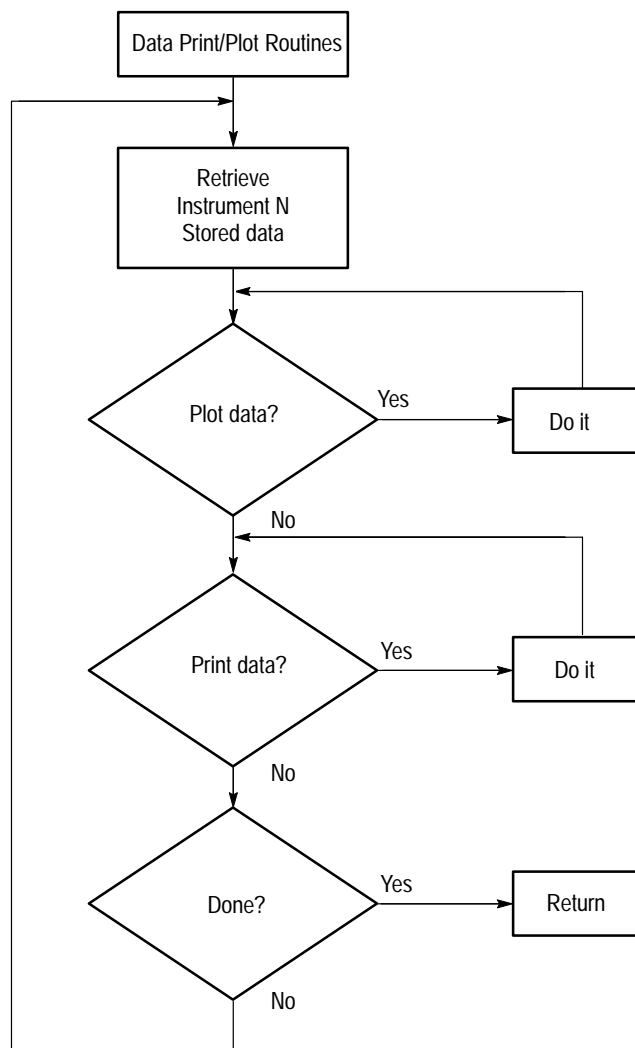 Data Print/Plot Routines
Retrieve
Instrument N
Stored data
Plot data?
Yes
Do it
No
Print data?
Yes
Do it
No
Done?
Yes
Return
No